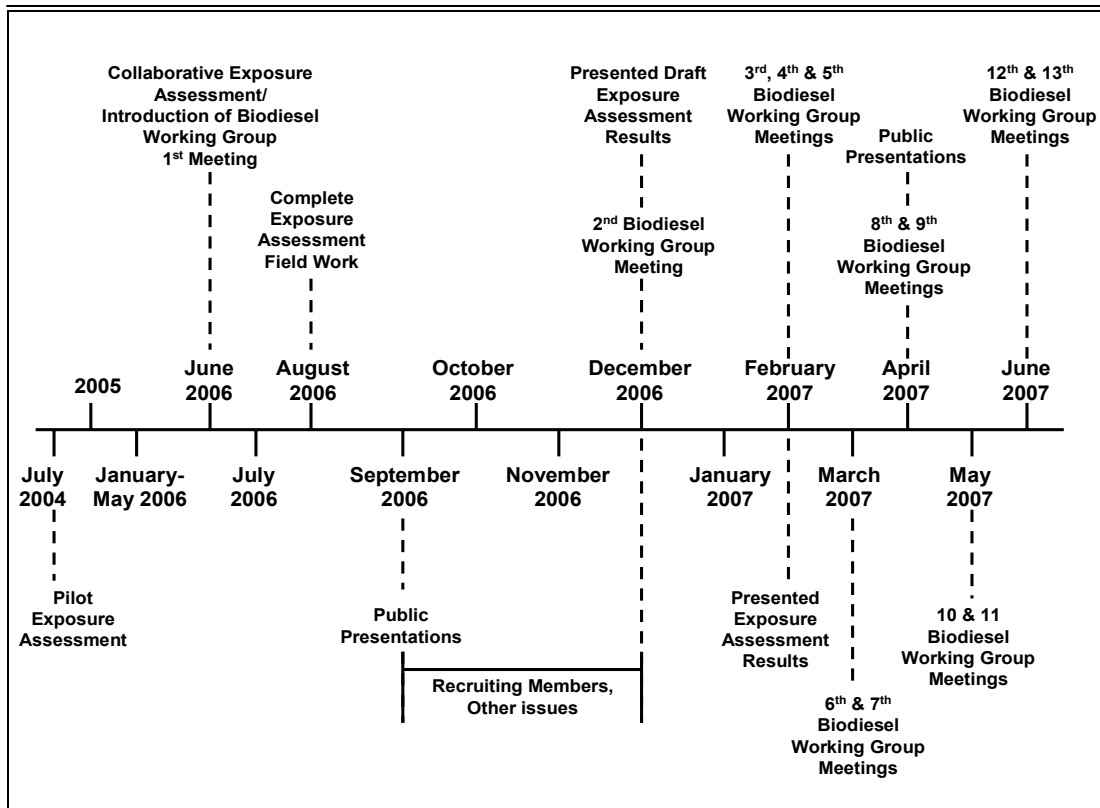 Collaborative Exposure
Assessment/
Introduction of Biodiesel
Working Group
1st Meeting
Complete
Exposure
Assessment
Field Work
Presented Draft
Exposure
Assessment
Results
2nd Biodiesel
Working Group
Meeting
3rd, 4th & 5th
Biodiesel
Working Group
Meetings
Public
Presentations
8th & 9th
Biodiesel
Working Group
Meetings
12th & 13th
Biodiesel
Working Group
Meetings
2005
June
2006
August
2006
October
2006
December
2006
February
2007
April
2007
June
2007
July
2004
January-
May 2006
July
2006
September
2006
November
2006
January
2007
March
2007
May
2007
Pilot
Exposure
Assessment
Public
Presentations
Recruiting Members,
Other issues
Presented
Exposure
Assessment
Results
6th & 7th
Biodiesel
Working Group
Meetings
10 & 11
Biodiesel
Working Group
Meetings